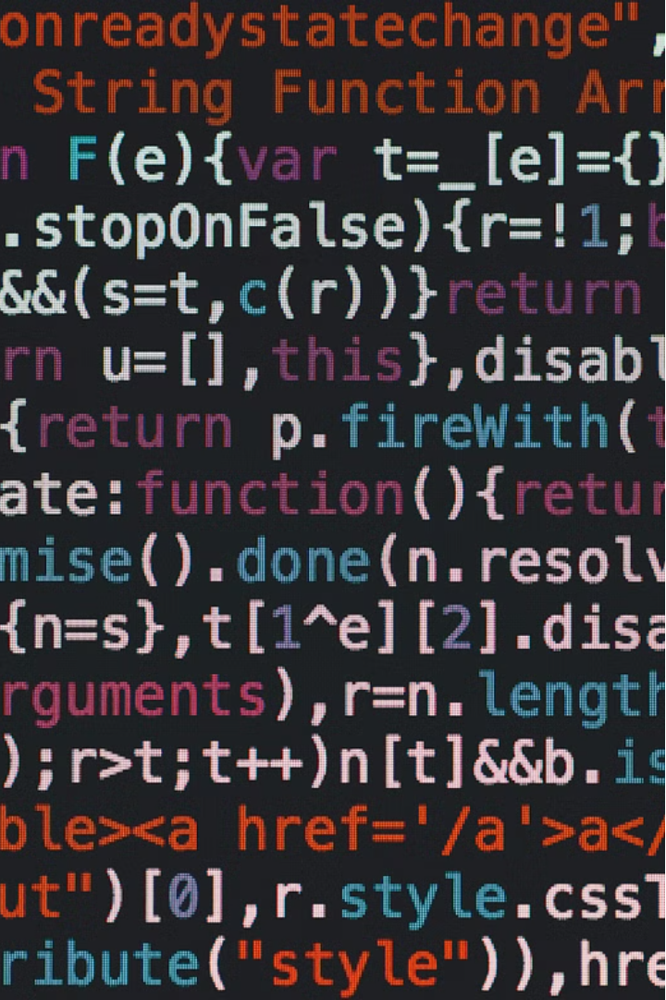 onreadystatechange",
String Function Arr
n F(e){var t=_[e]={}
.stopOnFalse){r=!1;b
&&(s=t,c(r))}return
rn u=[],this},disabl
{return p.fireWith(t
ate:function(){retur
mise().done(n.resolv
{n=s},t[1^e][2].disa
rguments),r=n.length
);r>t;t++)n[t]&&b.is
ble><a href='/a'>a</
ut")[0],r.style.cssT
ribute("style")),hre